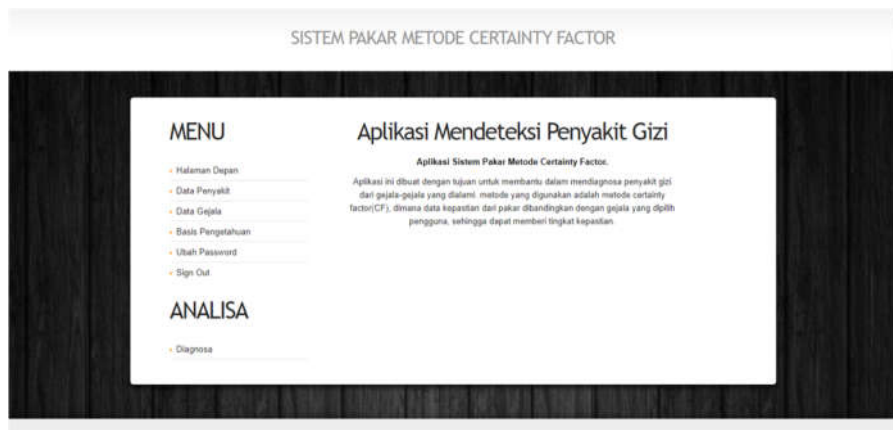 SISTEM PAKAR METODE CERTAINTY FACTOR
MENU
Halaman Depan
Data Penyakit
Data Gejala
Basis Pengetahuan
Ubah Password
Sign Out
ANALISA
Diagnosa
Aplikasi Mendeteksi Penyakit Gizi
Aplikasi Sistem Pakar Metode Certainty Factor.
Aplikasi ini dibuat dengan tujuan untuk membantu dalam mendiagnosa penyakit gizi
dari gejala-gejala yang dialami. metode yang digunakan adalah metode certainty
factor(CF), dimana data kepastian dari pakar dibandingkan dengan gejala yang dipilih
pengguna, sehingga dapat memberi tingkat kepastian.